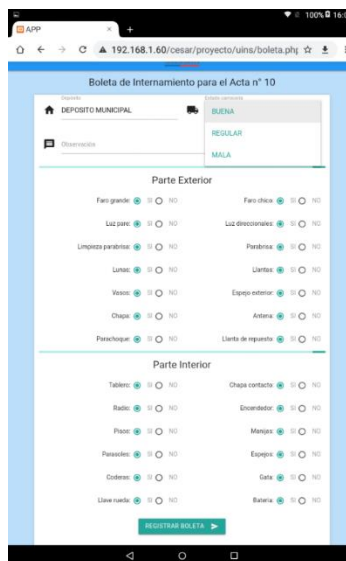 100% 16:0
APP
192.168.1.60/cesar/proyecto/uins/boleta.php
Boleta de Internamiento para el Acta n° 10
Deposito
DEPOSITO MUNICIPAL
Estado carroceria
BUENA
REGULAR
MALA
Observación
Parte Exterior
Faro grande: SI NO Faro chico: SI NO
Luz pare: SI NO Luz direccionales: SI NO
Limpieza parabrisa: SI NO Parabrisa: SI NO
Lunas: SI NO Llantas: SI NO
Vasos: SI NO Espejo exterior: SI NO
Chapa: SI NO Antena: SI NO
Parachoque: SI NO Llanta de repuesto: SI NO
Parte Interior
Tablero: SI NO Chapa contacto: SI NO
Radio: SI NO Encendedor: SI NO
Pisos: SI NO Manijas: SI NO
Parasoles: SI NO Espejos: SI NO
Coderas: SI NO Gata: SI NO
Llave rueda: SI NO Bateria: SI NO
REGISTRAR BOLETA